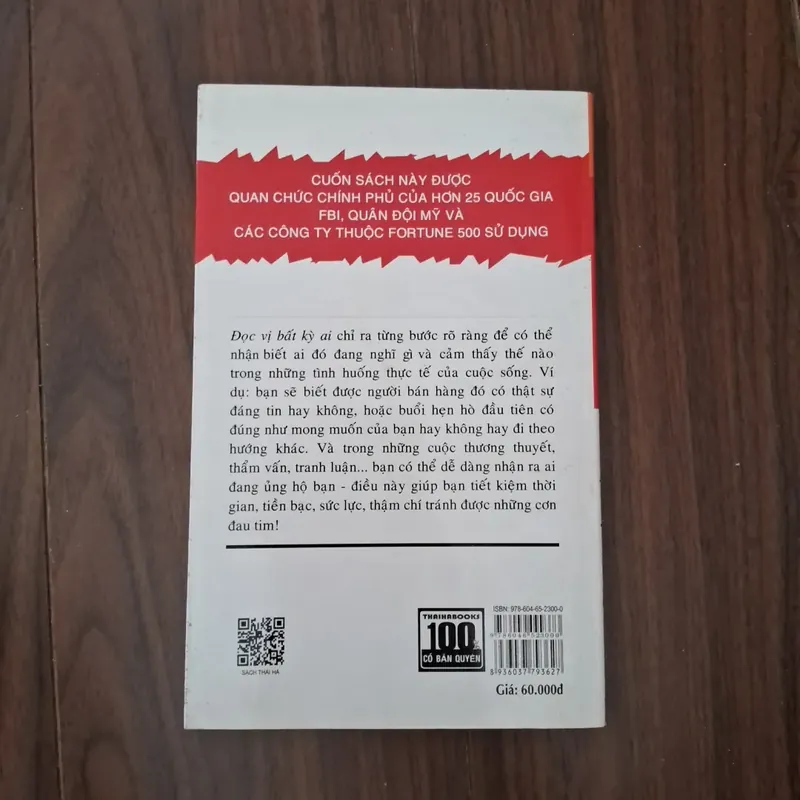 CUỐN SÁCH NÀY ĐƯỢC
QUAN CHỨC CHÍNH PHỦ CỦA HƠN 25 QUỐC GIA
FBI, QUÂN ĐỘI MỸ VÀ
CÁC CÔNG TY THUỘC FORTUNE 500 SỬ DỤNG
Đọc vị bất kỳ ai chỉ ra từng bước rõ ràng để có thể
nhận biết ai đó đang nghĩ gì và cảm thấy thế nào
trong những tình huống thực tế của cuộc sống. Ví
dụ: bạn sẽ biết được người bán hàng đó có thật sự
đáng tin hay không, hoặc buổi hẹn hò đầu tiên có
đúng như mong muốn của bạn hay không hay đi theo
hướng khác. Và trong những cuộc thương thuyết,
thẩm vấn, tranh luận... bạn có thể dễ dàng nhận ra ai
đang ủng hộ bạn - điều này giúp bạn tiết kiệm thời
gian, tiền bạc, sức lực, thậm chí tránh được những cơn
đau tim!
SÁCH THÁI HÀ
THAIHABOOKS
100%
CÓ BẢN QUYỀN
ISBN: 978-604-65-2300-0
9786046523000
8936037793627
Giá: 60.000đ